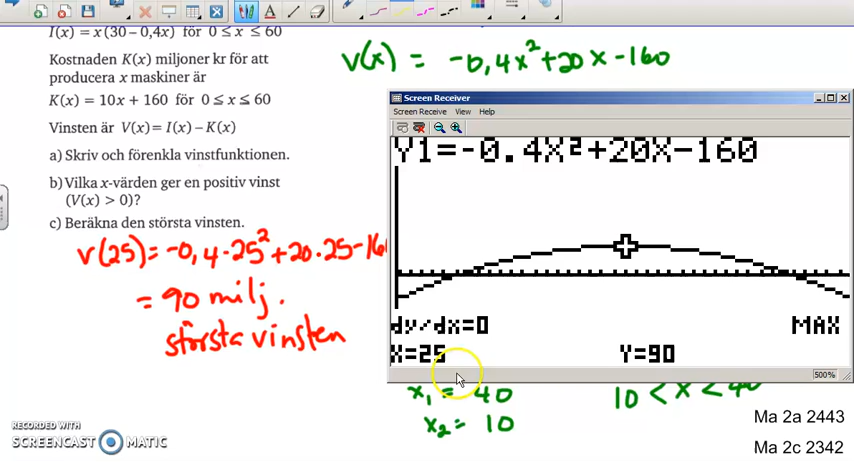 I(x) = x(30 – 0,4x) för 0 ≤ x ≤ 60
Kostnaden K(x) miljoner kr för att
producera x maskiner är
K(x) = 10x + 160 för 0 ≤ x ≤ 60
Vinsten är V(x) = I(x) – K(x)
a) Skriv och förenkla vinstfunktionen.
b) Vilka x-värden ger en positiv vinst
(V(x) > 0)?
c) Beräkna den största vinsten.
V(25) = -0,4·25²+20·25-160
= 90 milj.
största vinsten
V(x) = -0,4x²+20x-160
Screen Receiver
Screen Receive View Help
Y1=-0.4X²+20X-160
dy/dx=0 MAX
X=25 Y=90
500%
x₁ = 40
x₂ = 10
10 < x < 40
Ma 2a 2443
Ma 2c 2342
RECORDED WITH
SCREENCAST MATIC